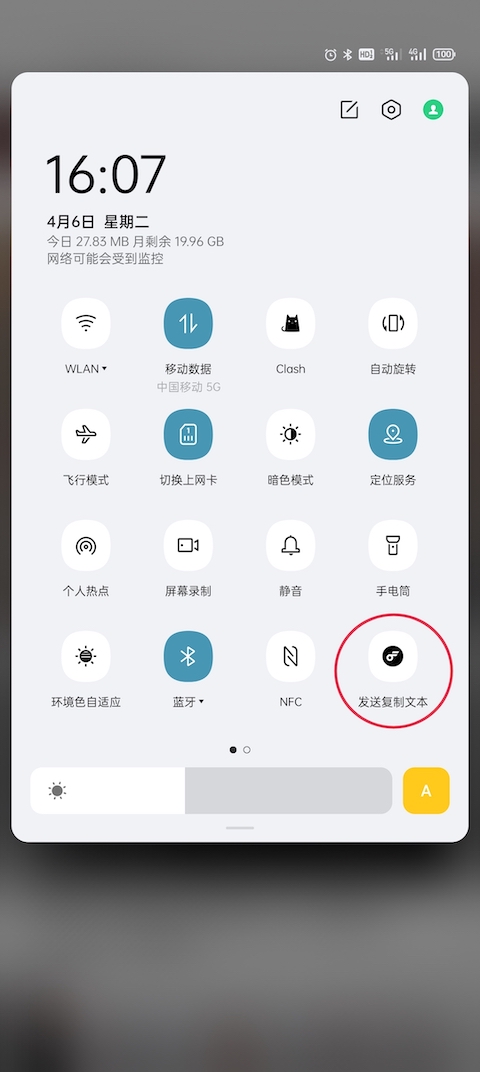 HD2 5G 4G 100
16:07
4月6日 星期二
今日 27.83 MB 月剩余 19.96 GB
网络可能会受到监控
WLAN 移动数据 Clash 自动旋转
中国移动 5G
飞行模式 切换上网卡 暗色模式 定位服务
1
个人热点 屏幕录制 静音 手电筒
环境色自适应 蓝牙 NFC 发送复制文本
A